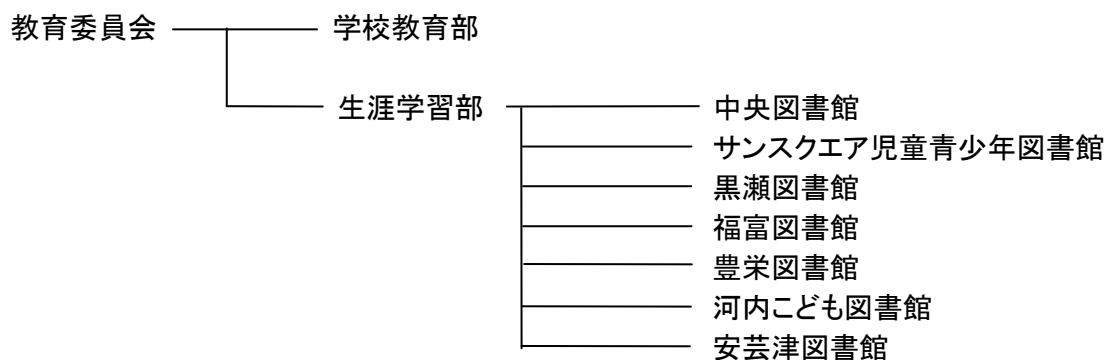 教育委員会 学校教育部
生涯学習部 中央図書館
サンスクエア児童青少年図書館
黒瀬図書館
福富図書館
豊栄図書館
河内こども図書館
安芸津図書館